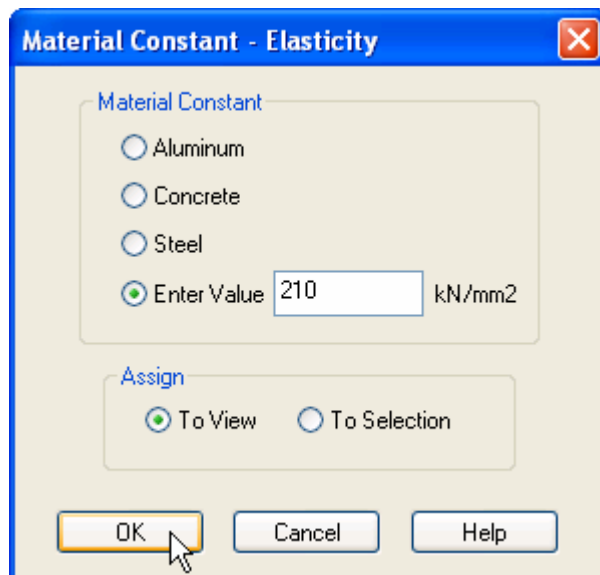 Material Constant - Elasticity
Material Constant
Aluminum
Concrete
Steel
Enter Value 210 kN/mm2
Assign
To View To Selection
OK Cancel Help